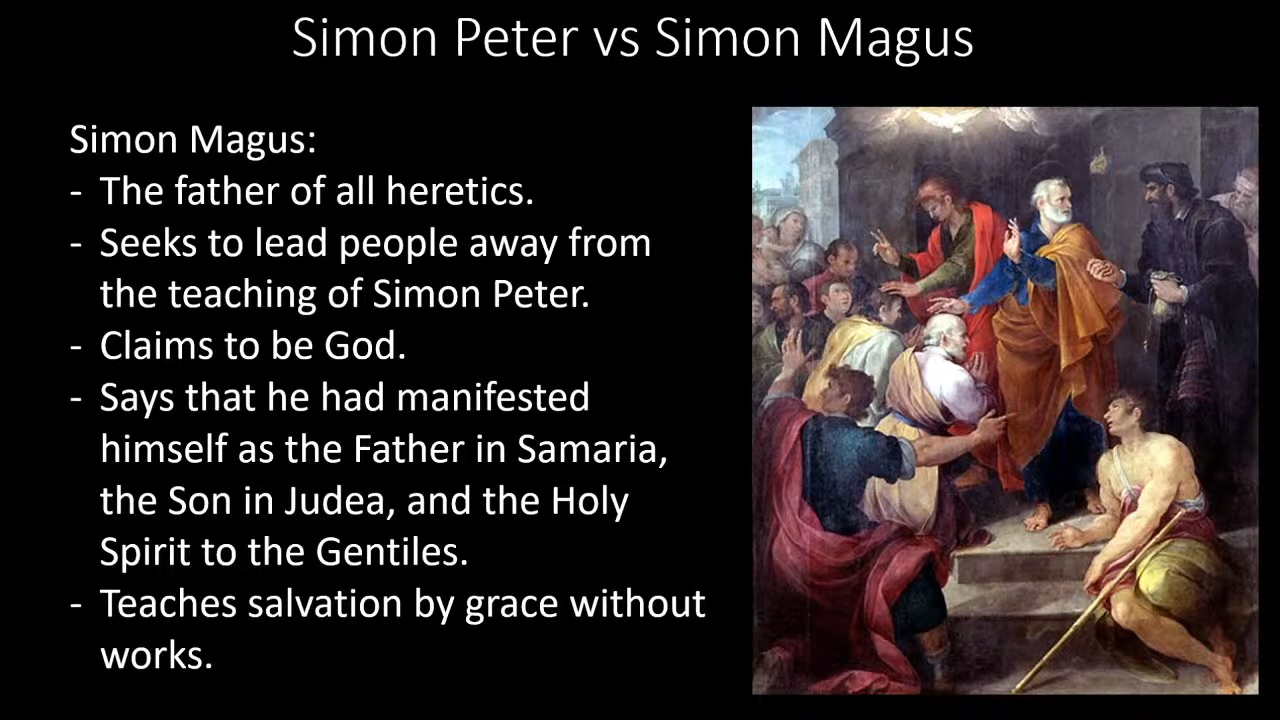 Simon Peter vs Simon Magus
Simon Magus:
- The father of all heretics.
- Seeks to lead people away from
the teaching of Simon Peter.
- Claims to be God.
- Says that he had manifested
himself as the Father in Samaria,
the Son in Judea, and the Holy
Spirit to the Gentiles.
- Teaches salvation by grace without
works.